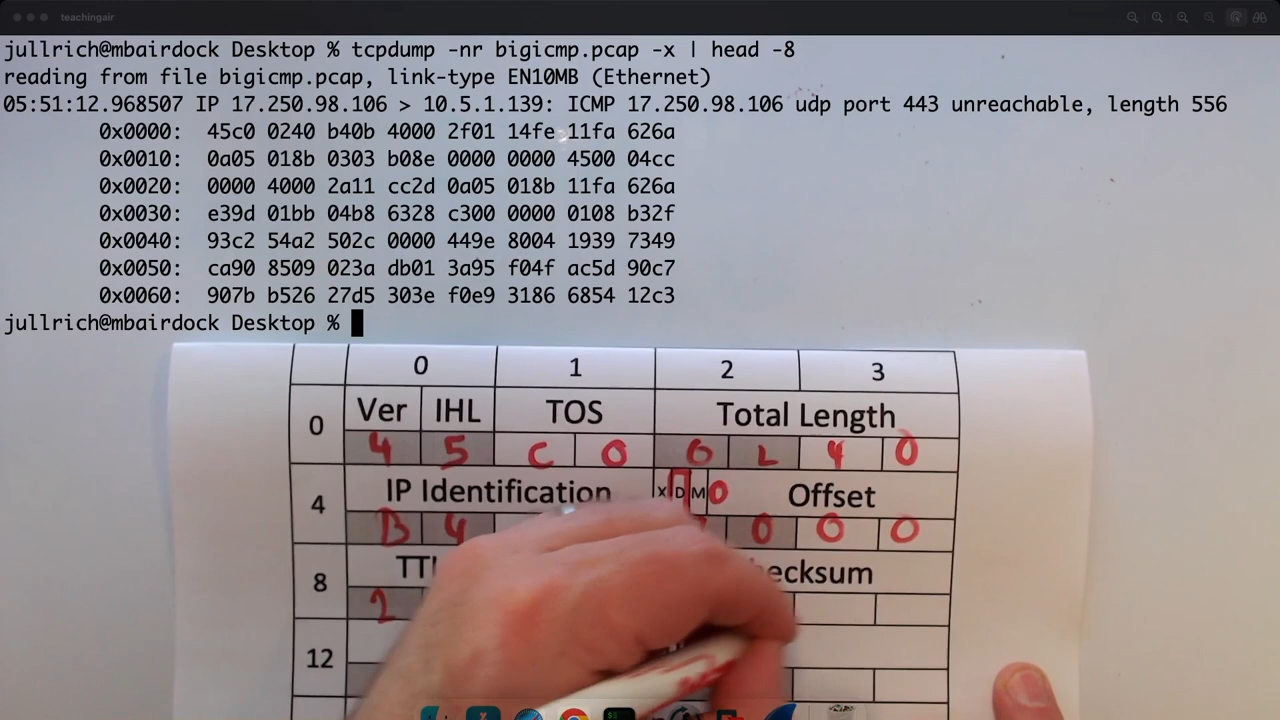 teachingair
jullrich@mbairdock Desktop % tcpdump -nr bigicmp.pcap -x | head -8
reading from file bigicmp.pcap, link-type EN10MB (Ethernet)
05:51:12.968507 IP 17.250.98.106 > 10.5.1.139: ICMP 17.250.98.106 udp port 443 unreachable, length 556
0x0000: 45c0 0240 b40b 4000 2f01 14fe 11fa 626a
0x0010: 0a05 018b 0303 b08e 0000 0000 4500 04cc
0x0020: 0000 4000 2a11 cc2d 0a05 018b 11fa 626a
0x0030: e39d 01bb 04b8 6328 c300 0000 0108 b32f
0x0040: 93c2 54a2 502c 0000 449e 8004 1939 7349
0x0050: ca90 8509 023a db01 3a95 f04f ac5d 90c7
0x0060: 907b b526 27d5 303e f0e9 3186 6854 12c3
jullrich@mbairdock Desktop %
0 1 2 3
0 Ver IHL TOS Total Length
4 5 C 0 0 2 4 0
4 IP Identification X D M 0 Offset
B 4 0 0 0
8
2
12